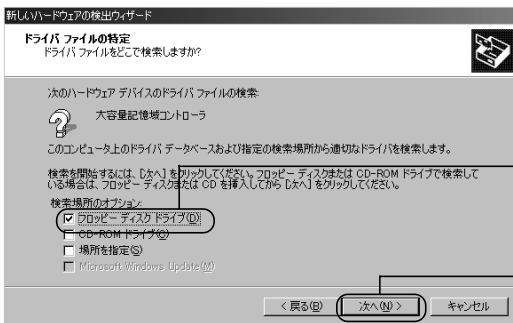 新しいハードウェアの検出ウィザード
ドライバ ファイルの特定
ドライバ ファイルをどこで検索しますか?
次のハードウェア デバイスのドライバ ファイルの検索:
大容量記憶域コントローラ
このコンピュータ上のドライバ データベースおよび指定の検索場所から適切なドライバを検索します。
検索を開始するには、[次へ] をクリックしてください。フロッピー ディスクまたは CD-ROM ドライブで検索して
いる場合は、フロッピー ディスクまたは CD を挿入してから [次へ] をクリックしてください。
検索場所のオプション:
フロッピー ディスク ドライブ(D)
CD-ROM ドライブ(C)
場所を指定(S)
Microsoft Windows Update(M)
< 戻る(B) 次へ(N) > キャンセル